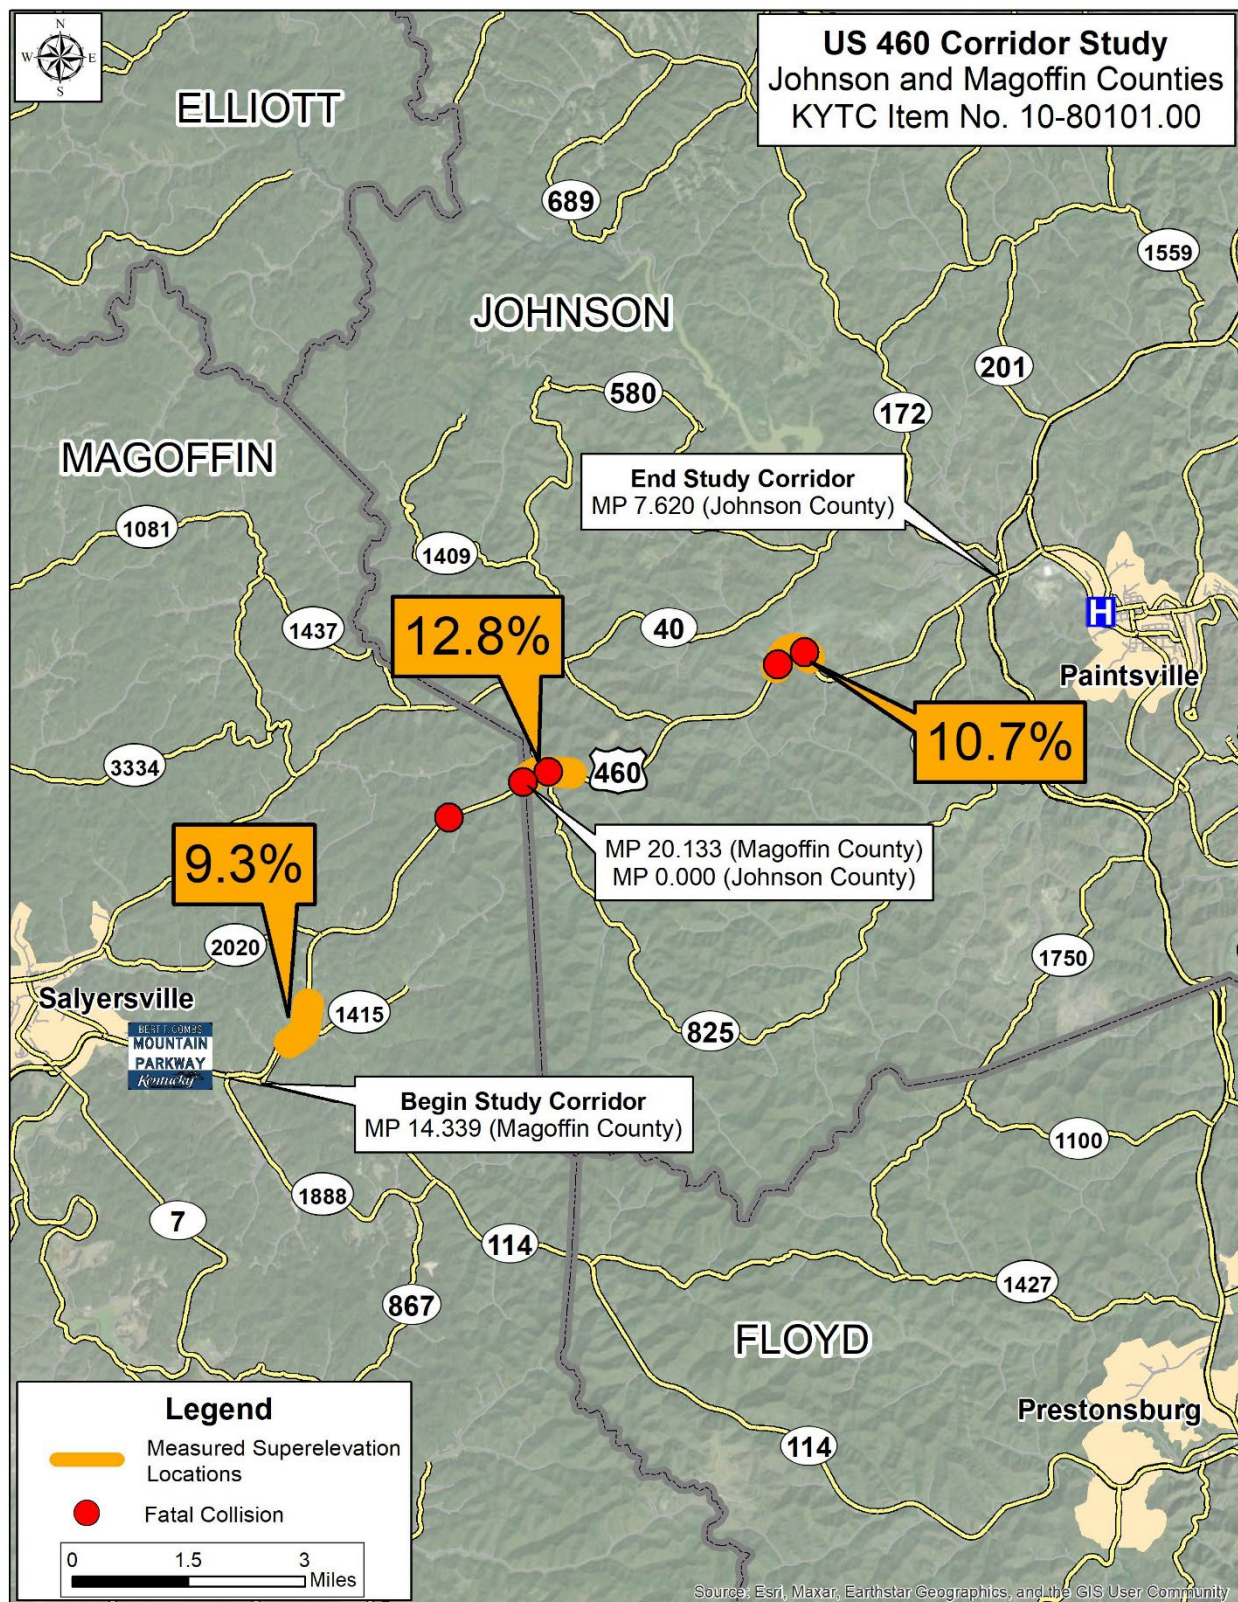 N
W
E
S
US 460 Corridor Study
Johnson and Magoffin Counties
KYTC Item No. 10-80101.00
ELLIOTT
689
1559
JOHNSON
201
580
172
MAGOFFIN
End Study Corridor
MP 7.620 (Johnson County)
1081
1409
H
12.8%
1437
40
Paintsville
10.7%
3334
460
MP 20.133 (Magoffin County)
MP 0.000 (Johnson County)
9.3%
2020
1750
Salyersville
1415
825
BERT T. COMBS
MOUNTAIN
PARKWAY
Kentucky
Begin Study Corridor
MP 14.339 (Magoffin County)
1100
1888
7
114
1427
867
FLOYD
Legend
Measured Superelevation
Locations
Fatal Collision
0
1.5
3
Miles
Prestonsburg
114
Source: Esri, Maxar, Earthstar Geographics, and the GIS User Community